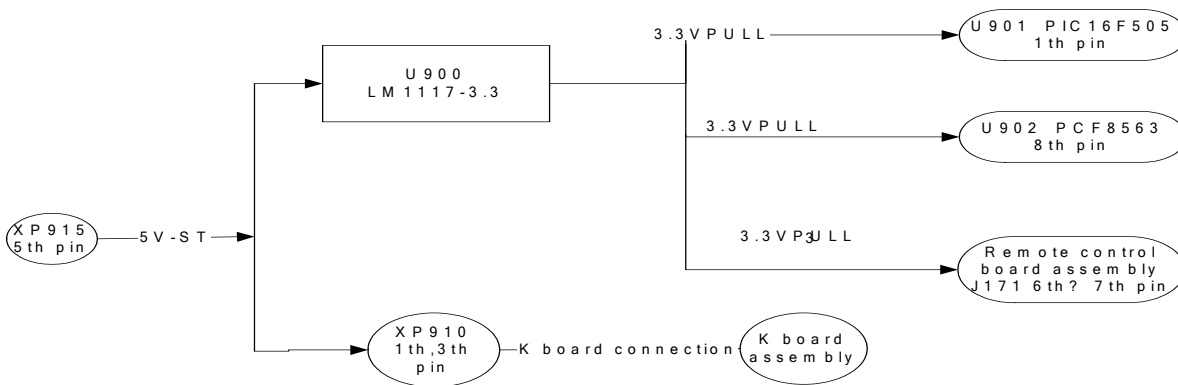 U901 PIC16F505
1th pin
3.3VPULL
U900
LM1117-3.3
3.3VPULL
U902 PCF8563
8th pin
XP915
5th pin
5V-ST
3.3VPULL
3
Remote control
board assembly
J171 6th? 7th pin
XP910
1th,3th
pin
K board connection
K board
assembly